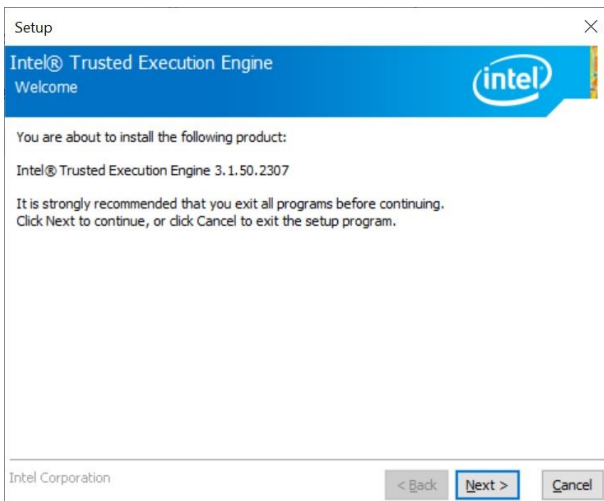 Setup
Intel® Trusted Execution Engine
Welcome
intel
You are about to install the following product:
Intel® Trusted Execution Engine 3.1.50.2307
It is strongly recommended that you exit all programs before continuing.
Click Next to continue, or click Cancel to exit the setup program.
Intel Corporation
< Back Next > Cancel